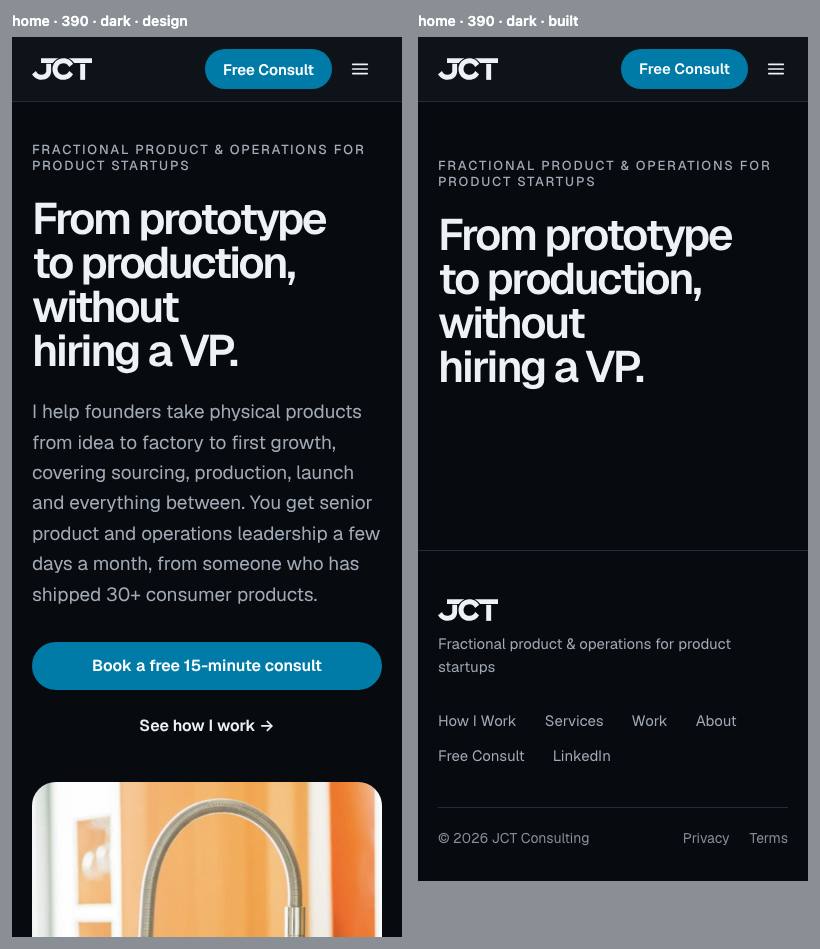 home · 390 · dark · design
JCT
Free Consult
FRACTIONAL PRODUCT & OPERATIONS FOR
PRODUCT STARTUPS
From prototype
to production,
without
hiring a VP.
I help founders take physical products
from idea to factory to first growth,
covering sourcing, production, launch
and everything between. You get senior
product and operations leadership a few
days a month, from someone who has
shipped 30+ consumer products.
Book a free 15-minute consult
See how I work →
home · 390 · dark · built
JCT
Free Consult
FRACTIONAL PRODUCT & OPERATIONS FOR
PRODUCT STARTUPS
From prototype
to production,
without
hiring a VP.
JCT
Fractional product & operations for product
startups
How I Work Services Work About
Free Consult LinkedIn
© 2026 JCT Consulting Privacy Terms